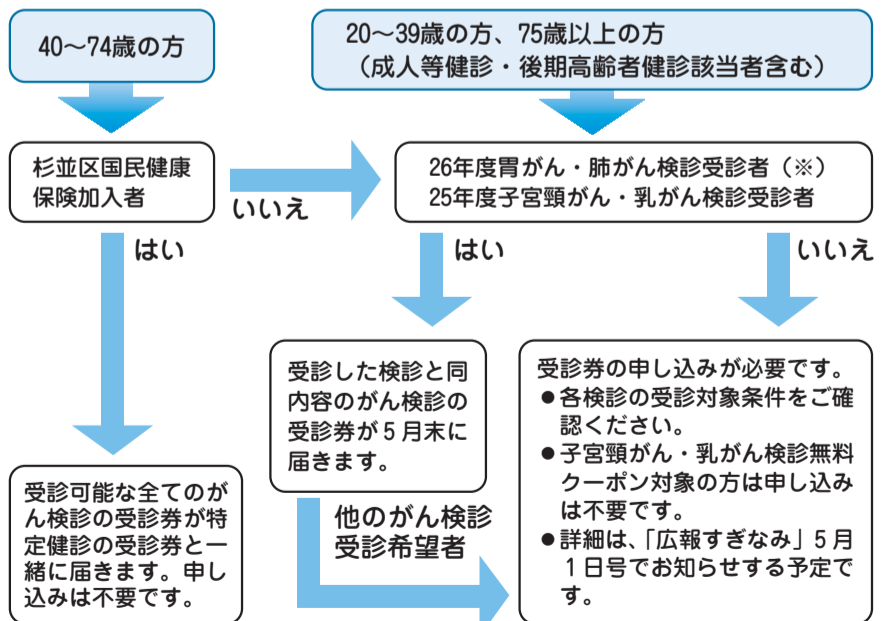 40〜74歳の方
20〜39歳の方、75歳以上の方
（成人等健診・後期高齢者健診該当者含む）
杉並区国民健康
保険加入者
いいえ
26年度胃がん・肺がん検診受診者（※）
25年度子宮頸がん・乳がん検診受診者
はい
はい
いいえ
受診した検診と同
内容のがん検診の
受診券が５月末に
届きます。
受診券の申し込みが必要です。
●各検診の受診対象条件をご確
認ください。
●子宮頸がん・乳がん検診無料
クーポン対象の方は申し込み
は不要です。
●詳細は、「広報すぎなみ」５月
１日号でお知らせする予定で
す。
受診可能な全てのが
ん検診の受診券が特
定健診の受診券と一
緒に届きます。申し
込みは不要です。
他のがん検診
受診希望者